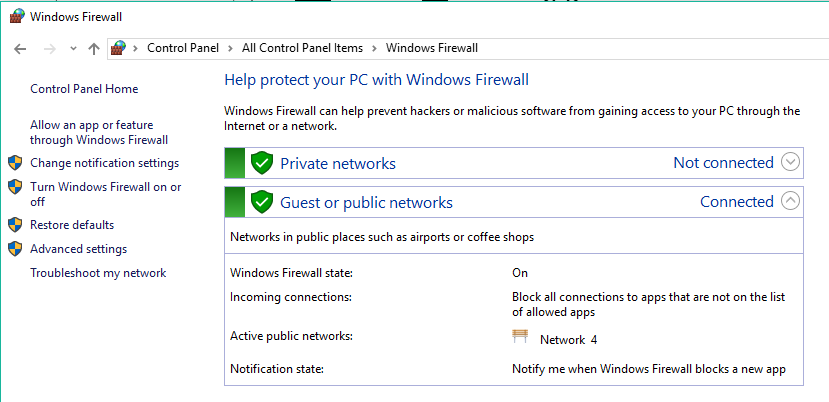 Windows Firewall
Control Panel > All Control Panel Items > Windows Firewall
Control Panel Home
Allow an app or feature
through Windows Firewall
Change notification settings
Turn Windows Firewall on or
off
Restore defaults
Advanced settings
Troubleshoot my network
Help protect your PC with Windows Firewall
Windows Firewall can help prevent hackers or malicious software from gaining access to your PC through the
Internet or a network.
Private networks Not connected
Guest or public networks Connected
Networks in public places such as airports or coffee shops
Windows Firewall state: On
Incoming connections: Block all connections to apps that are not on the list
of allowed apps
Active public networks: Network 4
Notification state: Notify me when Windows Firewall blocks a new app